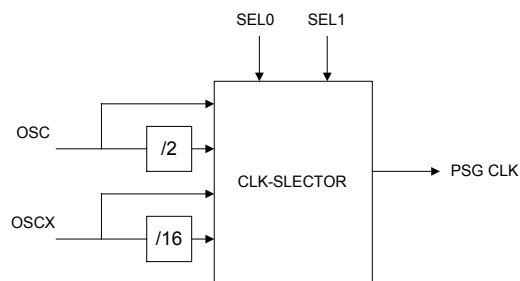 SEL0 SEL1
OSC
/2
CLK-SLECTOR
PSG CLK
OSCX
/16